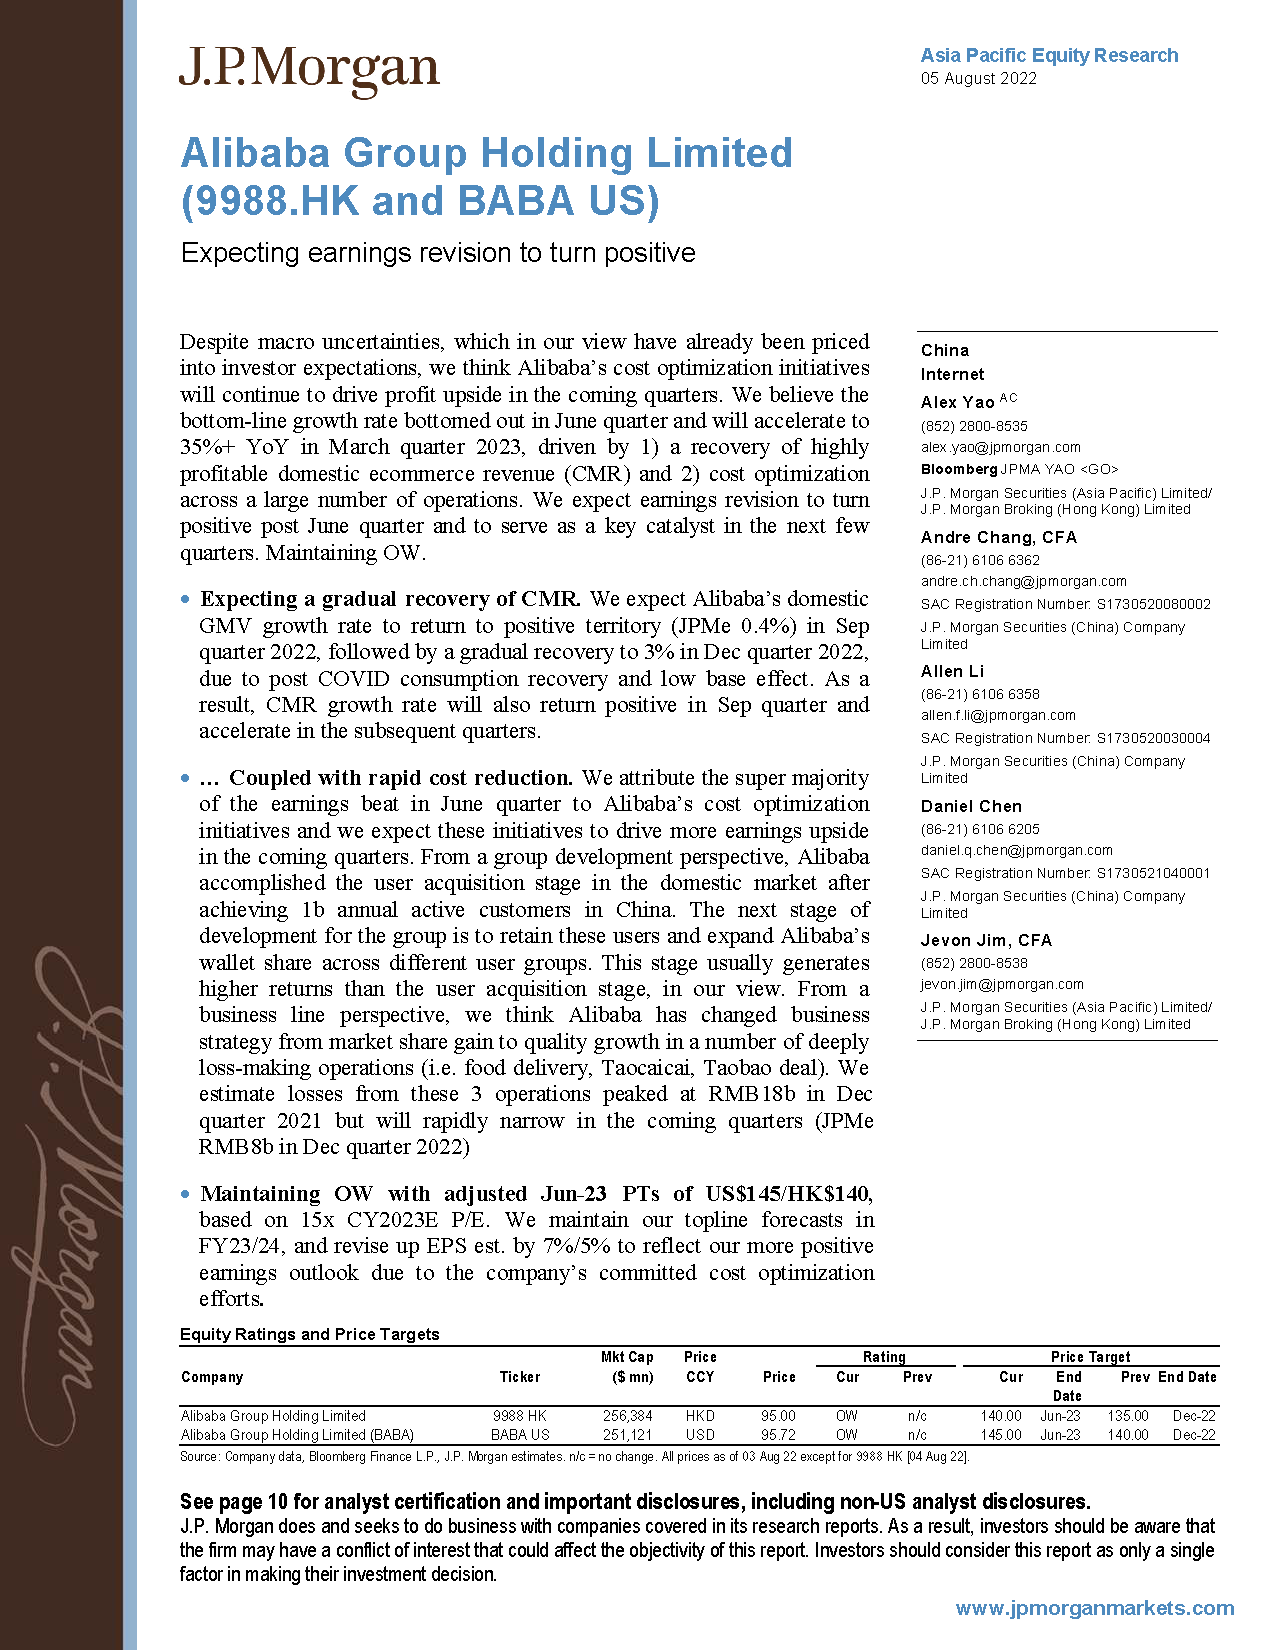 J.P.Morgan
Asia Pacific Equity Research
05 August 2022
Alibaba Group Holding Limited
(9988.HK and BABA US)
Expecting earnings revision to turn positive
Despite macro uncertainties, which in our view have already been priced
into investor expectations, we think Alibaba’s cost optimization initiatives
will continue to drive profit upside in the coming quarters. We believe the
bottom-line growth rate bottomed out in June quarter and will accelerate to
35%+ YoY in March quarter 2023, driven by 1) a recovery of highly
profitable domestic ecommerce revenue (CMR) and 2) cost optimization
across a large number of operations. We expect earnings revision to turn
positive post June quarter and to serve as a key catalyst in the next few
quarters. Maintaining OW.
• Expecting a gradual recovery of CMR. We expect Alibaba’s domestic
GMV growth rate to return to positive territory (JPMe 0.4%) in Sep
quarter 2022, followed by a gradual recovery to 3% in Dec quarter 2022,
due to post COVID consumption recovery and low base effect. As a
result, CMR growth rate will also return positive in Sep quarter and
accelerate in the subsequent quarters.
• … Coupled with rapid cost reduction. We attribute the super majority
of the earnings beat in June quarter to Alibaba’s cost optimization
initiatives and we expect these initiatives to drive more earnings upside
in the coming quarters. From a group development perspective, Alibaba
accomplished the user acquisition stage in the domestic market after
achieving 1b annual active customers in China. The next stage of
development for the group is to retain these users and expand Alibaba’s
wallet share across different user groups. This stage usually generates
higher returns than the user acquisition stage, in our view. From a
business line perspective, we think Alibaba has changed business
strategy from market share gain to quality growth in a number of deeply
loss-making operations (i.e. food delivery, Taocaicai, Taobao deal). We
estimate losses from these 3 operations peaked at RMB18b in Dec
quarter 2021 but will rapidly narrow in the coming quarters (JPMe
RMB8b in Dec quarter 2022)
• Maintaining OW with adjusted Jun-23 PTs of US$145/HK$140,
based on 15x CY2023E P/E. We maintain our topline forecasts in
FY23/24, and revise up EPS est. by 7%/5% to reflect our more positive
earnings outlook due to the company’s committed cost optimization
efforts.
China
Internet
Alex Yao AC
(852) 2800-8535
alex.yao@jpmorgan.com
Bloomberg JPMA YAO <GO>
J.P. Morgan Securities (Asia Pacific) Limited/
J.P. Morgan Broking (Hong Kong) Limited
Andre Chang, CFA
(86-21) 6106 6362
andre.ch.chang@jpmorgan.com
SAC Registration Number: S1730520080002
J.P. Morgan Securities (China) Company
Limited
Allen Li
(86-21) 6106 6358
allen.f.li@jpmorgan.com
SAC Registration Number: S1730520030004
J.P. Morgan Securities (China) Company
Limited
Daniel Chen
(86-21) 6106 6205
daniel.q.chen@jpmorgan.com
SAC Registration Number: S1730521040001
J.P. Morgan Securities (China) Company
Limited
Jevon Jim, CFA
(852) 2800-8538
jevon.jim@jpmorgan.com
J.P. Morgan Securities (Asia Pacific) Limited/
J.P. Morgan Broking (Hong Kong) Limited
J.P. Morgan
Equity Ratings and Price Targets
Mkt Cap Price Rating Price Target
Company Ticker ($ mn) CCY Price Cur Prev Cur End Prev End Date
Date
Alibaba Group Holding Limited 9988 HK 256,384 HKD 95.00 OW n/c 140.00 Jun-23 135.00 Dec-22
Alibaba Group Holding Limited (BABA) BABA US 251,121 USD 95.72 OW n/c 145.00 Jun-23 140.00 Dec-22
Source: Company data, Bloomberg Finance L.P., J.P. Morgan estimates. n/c = no change. All prices as of 03 Aug 22 except for 9988 HK [04 Aug 22].
See page 10 for analyst certification and important disclosures, including non-US analyst disclosures.
J.P. Morgan does and seeks to do business with companies covered in its research reports. As a result, investors should be aware that
the firm may have a conflict of interest that could affect the objectivity of this report. Investors should consider this report as only a single
factor in making their investment decision.
www.jpmorganmarkets.com